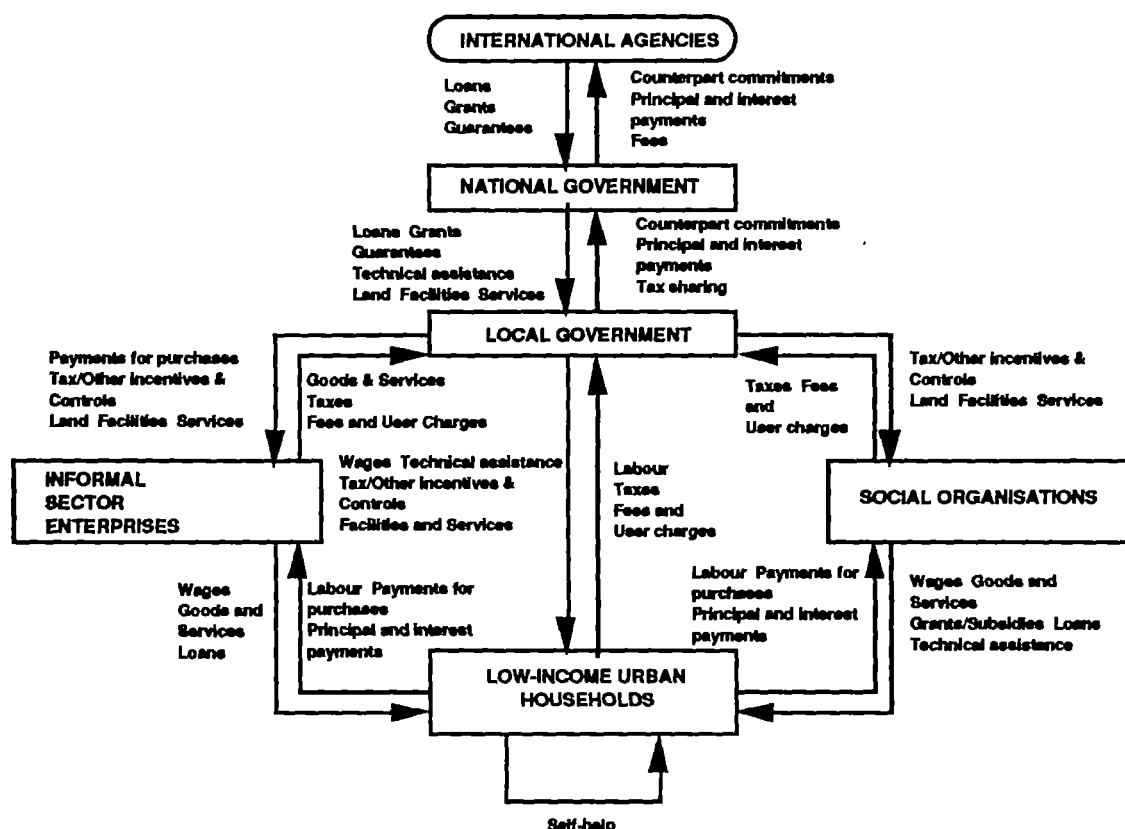 INTERNATIONAL AGENCIES
Loans
Grants
Guarantees
Counterpart commitments
Principal and interest
payments
Fees
NATIONAL GOVERNMENT
Loans Grants
Guarantees
Technical assistance
Land Facilities Services
Counterpart commitments
Principal and interest
payments
Tax sharing
LOCAL GOVERNMENT
Payments for purchases
Tax/Other incentives &
Controls
Land Facilities Services
Goods & Services
Taxes
Fees and User Charges
Taxes Fees
and
User charges
Tax/Other incentives &
Controls
Land Facilities Services
INFORMAL
SECTOR
ENTERPRISES
Wages Technical assistance
Tax/Other incentives &
Controls
Facilities and Services
Labour
Taxes
Fees and
User charges
SOCIAL ORGANISATIONS
Wages
Goods and
Services
Loans
Labour Payments for
purchases
Principal and interest
payments
Labour Payments for
purchases
Principal and interest
payments
Wages Goods and
Services
Grants/Subsidies Loans
Technical assistance
LOW-INCOME URBAN
HOUSEHOLDS
Self-help